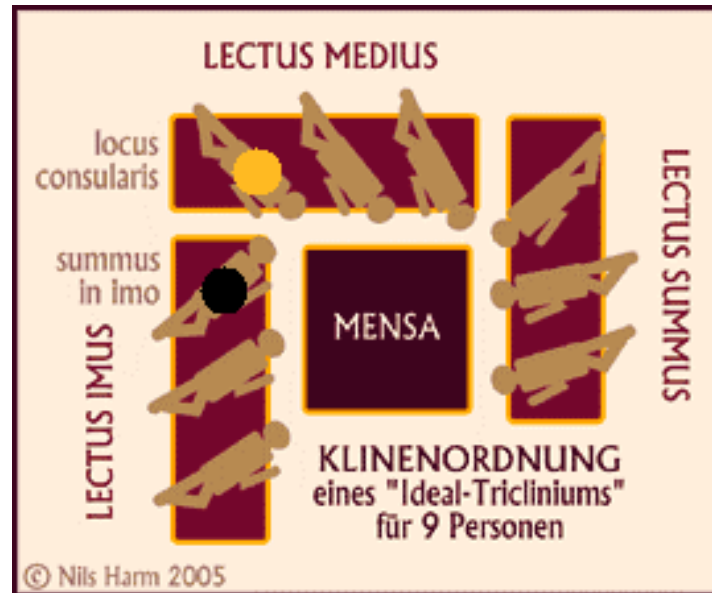 LECTUS MEDIUS
locus
consularis
summus
in imo
LECTUS IMUS
MENSA
LECTUS SUMMUS
KLINENORDNUNG
eines "Ideal-Tricliniums"
für 9 Personen
© Nils Harm 2005